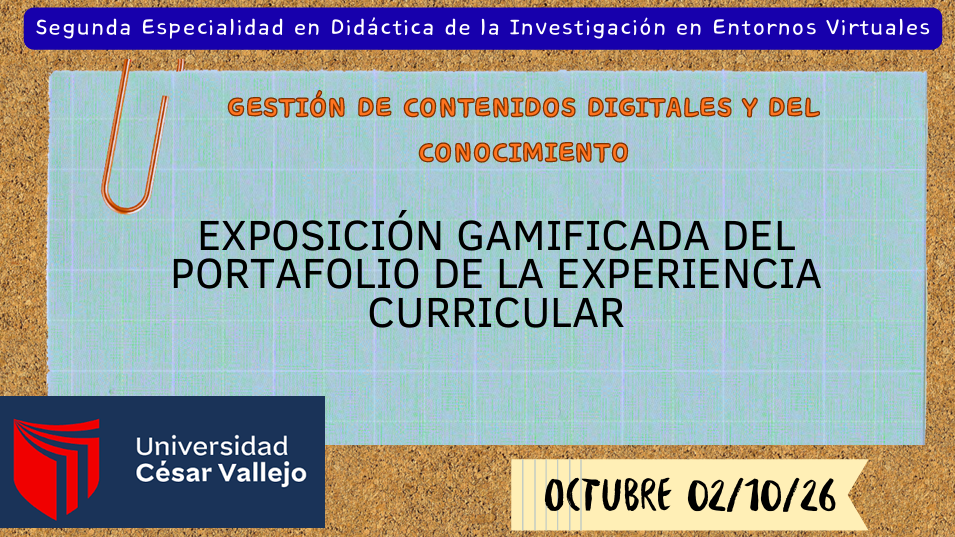 Segunda Especialidad en Didáctica de la Investigación en Entornos Virtuales
GESTIÓN DE CONTENIDOS DIGITALES Y DEL
CONOCIMIENTO
EXPOSICIÓN GAMIFICADA DEL
PORTAFOLIO DE LA EXPERIENCIA
CURRICULAR
Universidad
César Vallejo
OCTUBRE 02/10/26